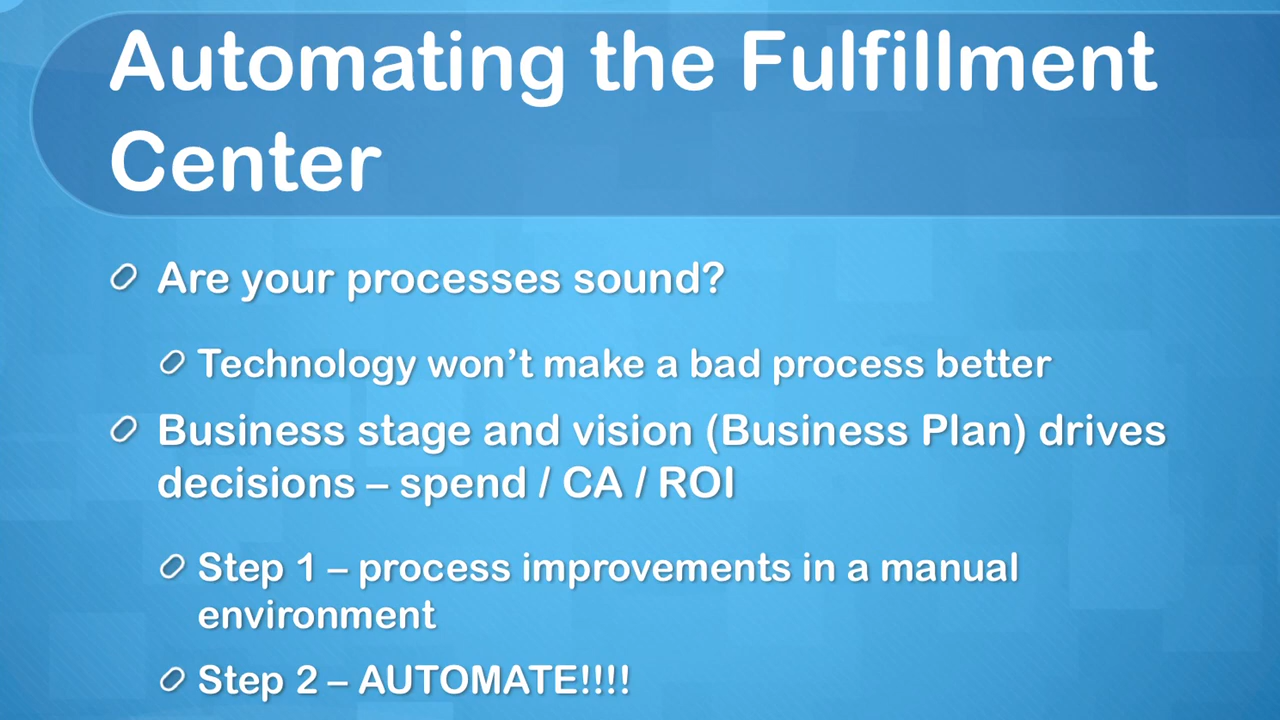 Automating the Fulfillment
Center
Are your processes sound?
Technology won’t make a bad process better
Business stage and vision (Business Plan) drives
decisions – spend / CA / ROI
Step 1 – process improvements in a manual
environment
Step 2 – AUTOMATE!!!!